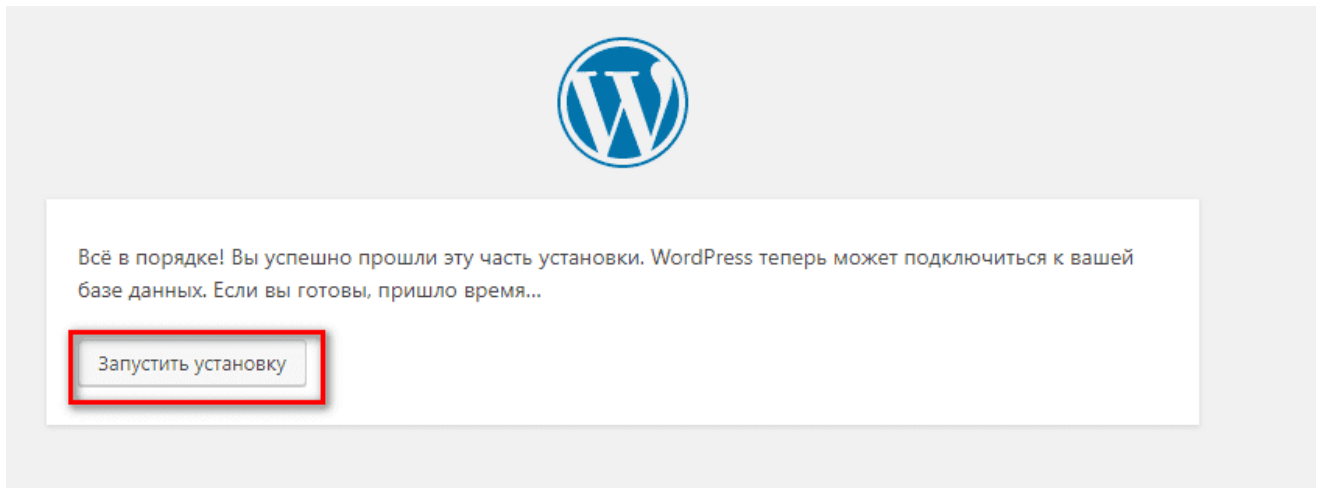 Всё в порядке! Вы успешно прошли эту часть установки. WordPress теперь может подключиться к вашей
базе данных. Если вы готовы, пришло время...
Запустить установку